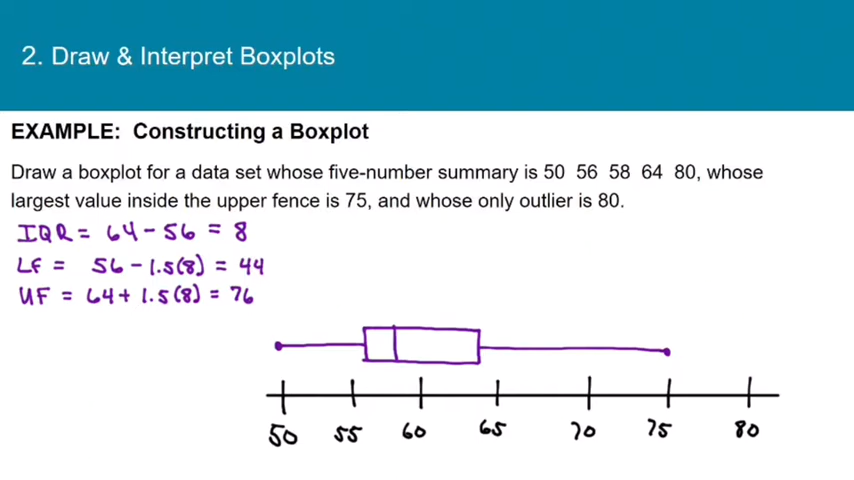 2. Draw & Interpret Boxplots
EXAMPLE: Constructing a Boxplot
Draw a boxplot for a data set whose five-number summary is 50 56 58 64 80, whose
largest value inside the upper fence is 75, and whose only outlier is 80.
IQR = 64 - 56 = 8
LF = 56 - 1.5(8) = 44
UF = 64 + 1.5(8) = 76
50 55 60 65 70 75 80